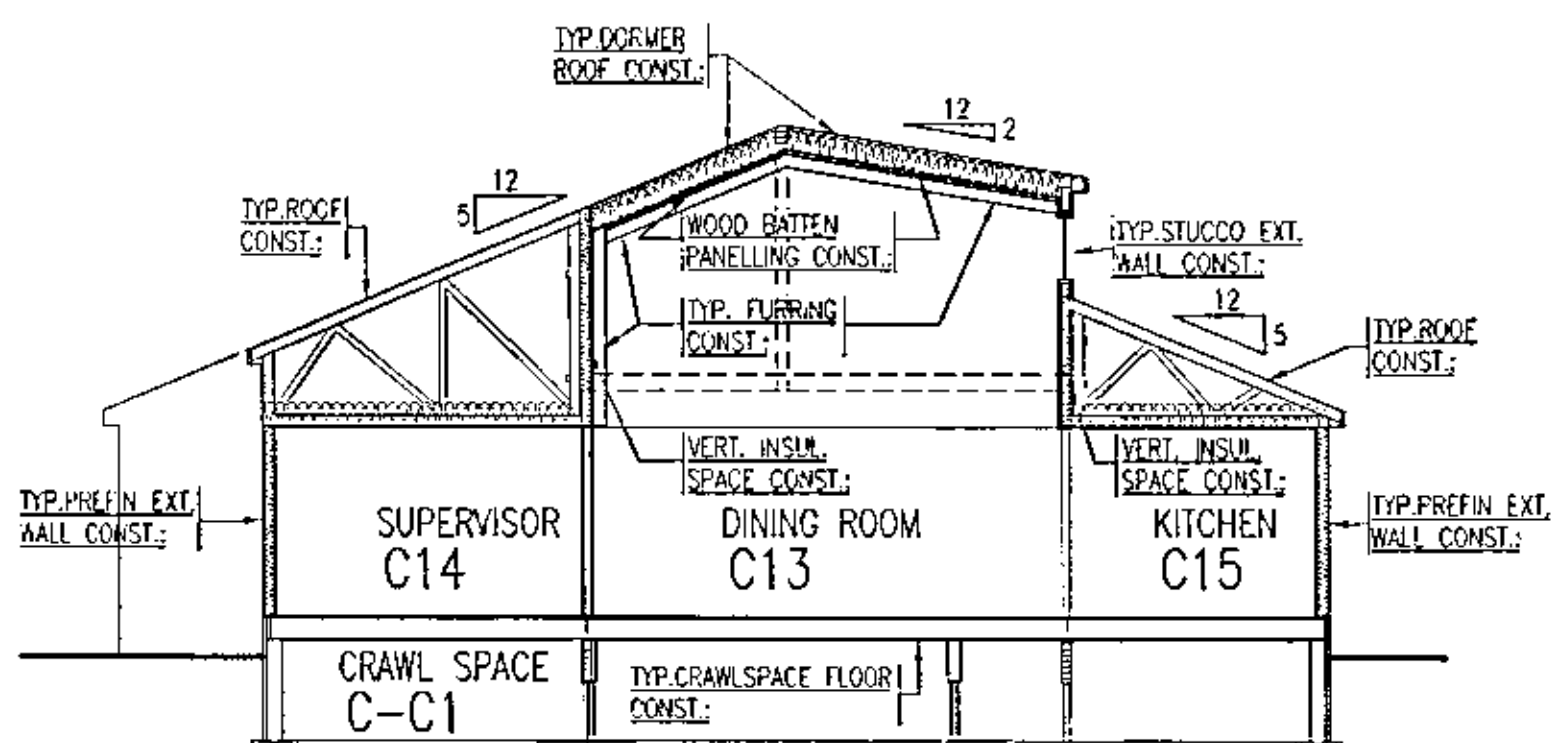 TYP.DORMER
ROOF CONST.:
12
2
12
5
TYP.ROOF
CONST.:
WOOD BATTEN
PANELLING CONST.:
TYP.STUCCO EXT.
WALL CONST.:
TYP. FURRING
CONST.:
12
5
TYP.ROOF
CONST.:
VERT. INSUL.
SPACE CONST.:
VERT. INSUL.
SPACE CONST.:
TYP.PREFIN EXT.
WALL CONST.:
SUPERVISOR
C14
DINING ROOM
C13
KITCHEN
C15
TYP.PREFIN EXT.
WALL CONST.:
CRAWL SPACE
C-C1
TYP.CRAWLSPACE FLOOR
CONST.: